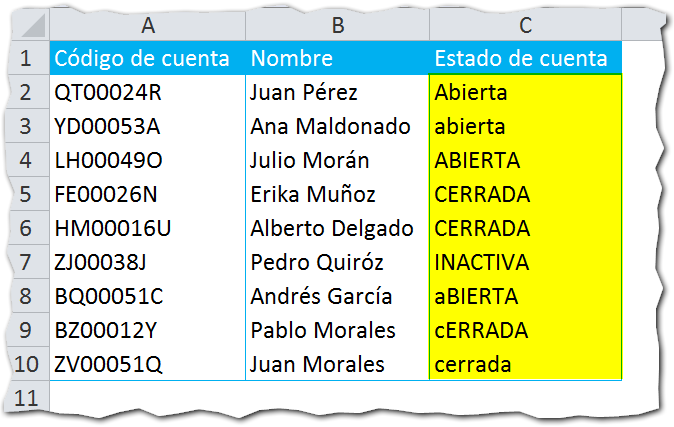 A B C
1 Código de cuenta Nombre Estado de cuenta
2 QT00024R Juan Pérez Abierta
3 YD00053A Ana Maldonado abierta
4 LH00049O Julio Morán ABIERTA
5 FE00026N Erika Muñoz CERRADA
6 HM00016U Alberto Delgado CERRADA
7 ZJ00038J Pedro Quiróz INACTIVA
8 BQ00051C Andrés García aBIERTA
9 BZ00012Y Pablo Morales cERRADA
10 ZV00051Q Juan Morales cerrada
11